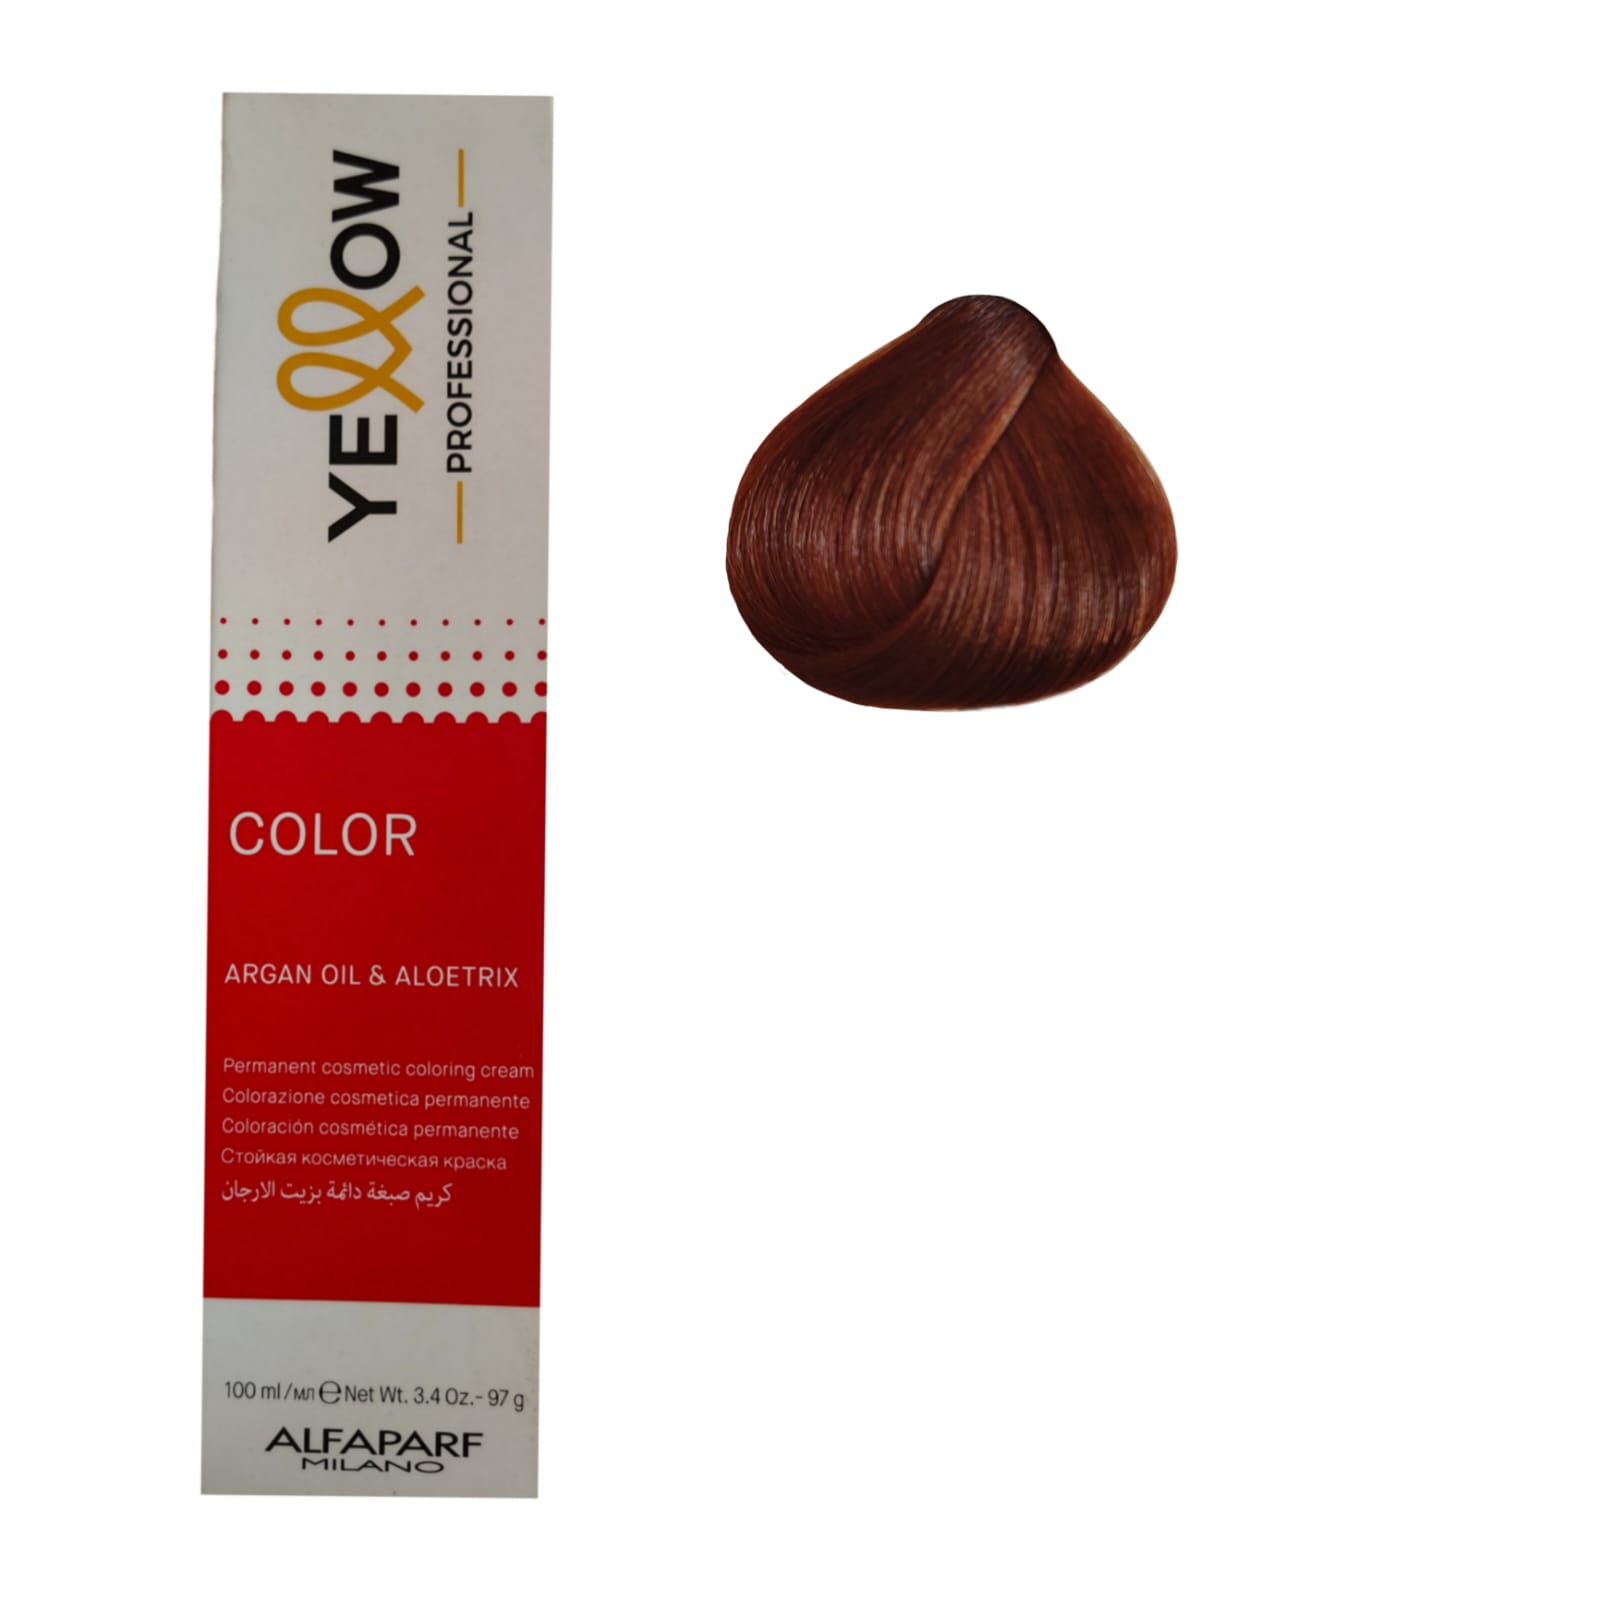 YELLOW
PROFESSIONAL
COLOR
ARGAN OIL & ALOETRIX
Permanent cosmetic coloring cream
Colorazione cosmetica permanente
Coloración cosmética permanente
Стойкая косметическая краска
كريم صبغة دائمة بزيت الارجان
100 ml/мл ℮ Net Wt. 3.4 Oz.- 97 g
ALFAPARF
MILANO